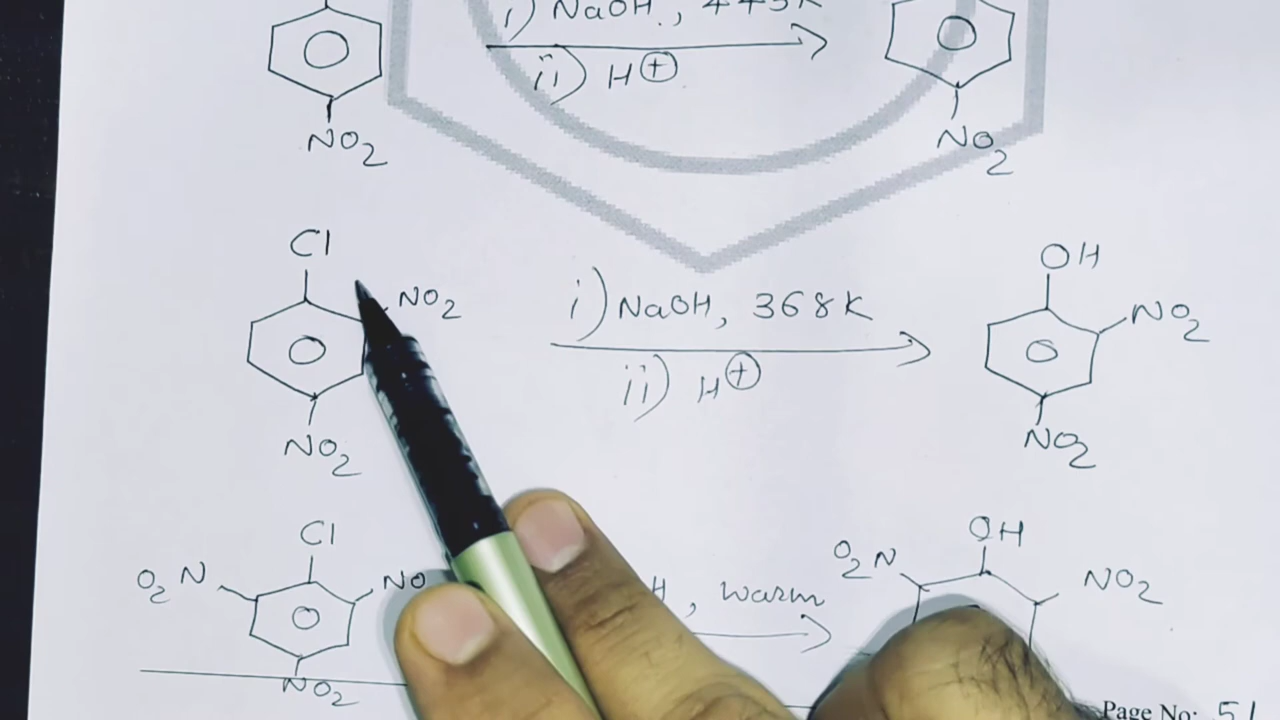 i) NaOH, 443K
ii) H⊕
NO2
NO2
Cl
NO2
NO2
i) NaOH, 368K
ii) H⊕
OH
NO2
NO2
Cl
O2N
NO
NO2
H, warm
OH
O2N
NO2
Page No: 51